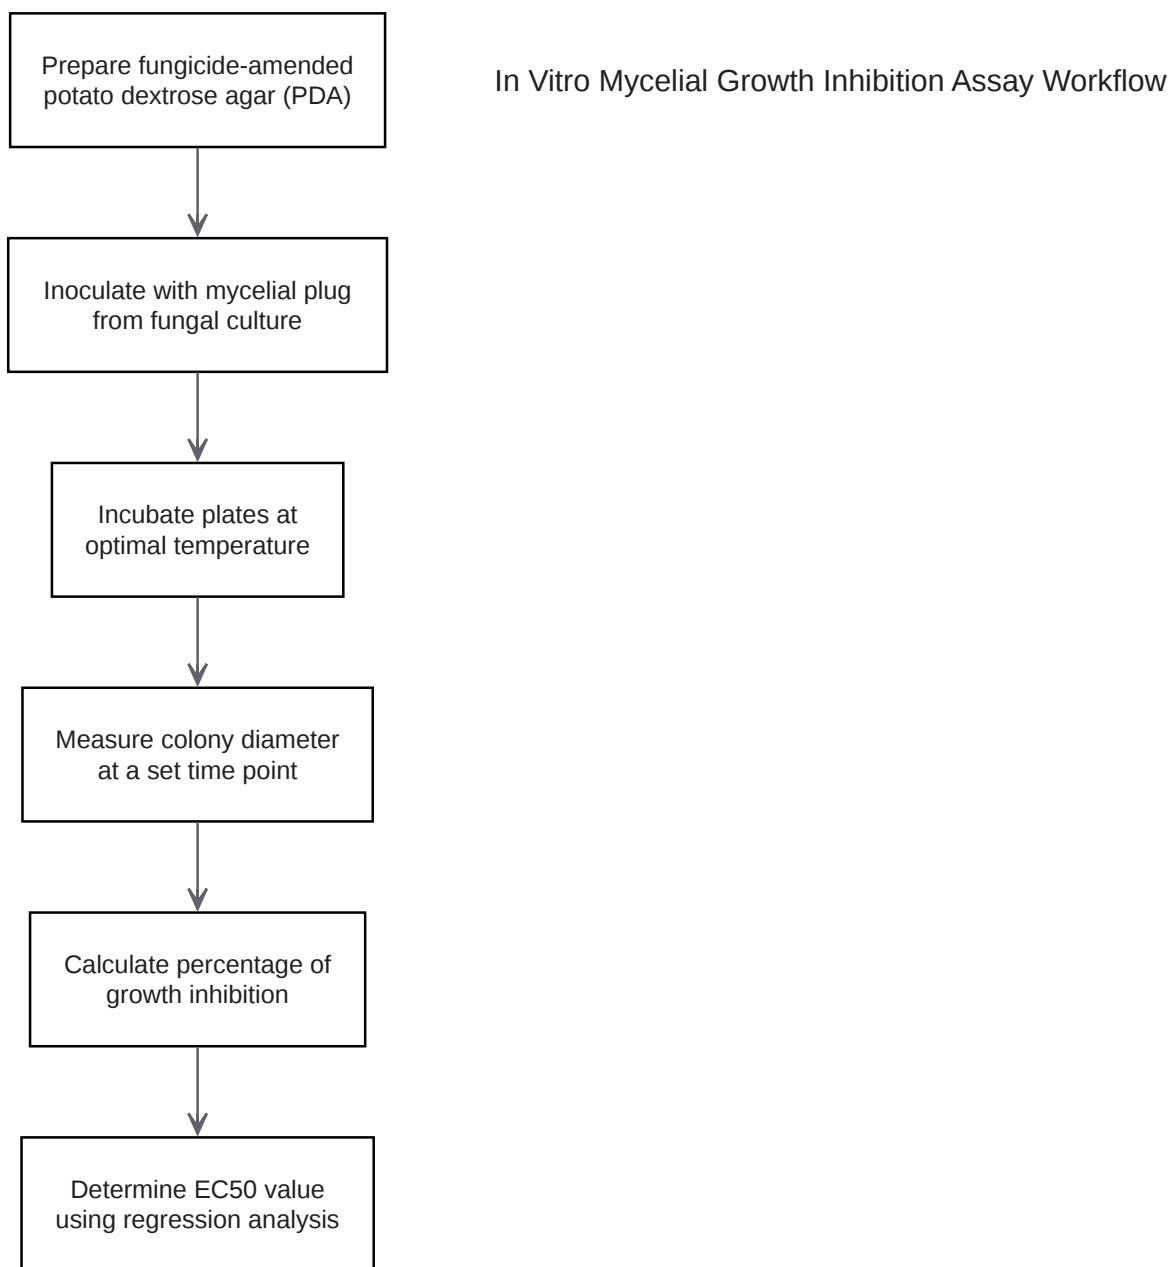 In Vitro Mycelial Growth Inhibition Assay Workflow
Prepare fungicide-amended
potato dextrose agar (PDA)
Inoculate with mycelial plug
from fungal culture
Incubate plates at
optimal temperature
Measure colony diameter
at a set time point
Calculate percentage of
growth inhibition
Determine EC50 value
using regression analysis